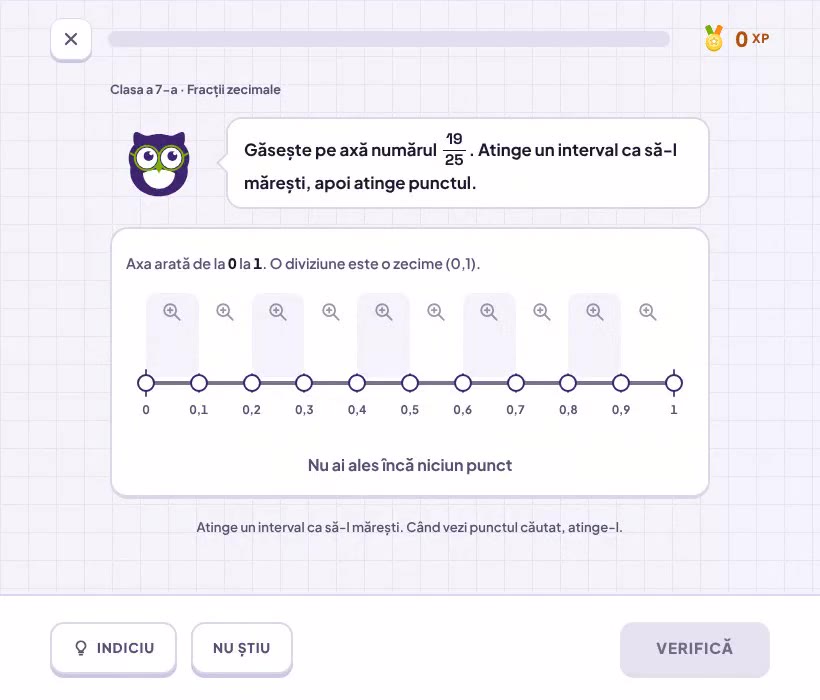 0 XP
Clasa a 7-a · Fracții zecimale
Găsește pe axă numărul 19/25 . Atinge un interval ca să-l
mărești, apoi atinge punctul.
Axa arată de la 0 la 1. O diviziune este o zecime (0,1).
0 0,1 0,2 0,3 0,4 0,5 0,6 0,7 0,8 0,9 1
Nu ai ales încă niciun punct
Atinge un interval ca să-l mărești. Când vezi punctul căutat, atinge-l.
INDICIU NU ȘTIU VERIFICĂ